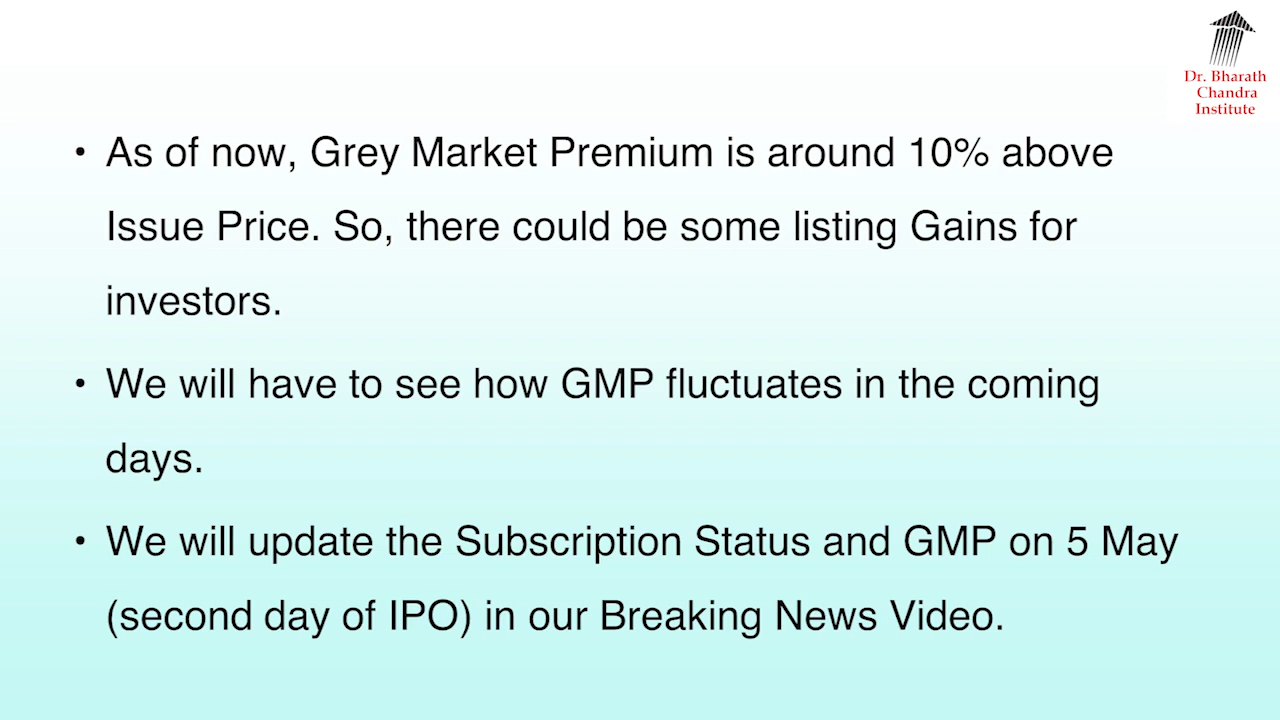 Dr. Bharath
Chandra
Institute
• As of now, Grey Market Premium is around 10% above
Issue Price. So, there could be some listing Gains for
investors.
• We will have to see how GMP fluctuates in the coming
days.
• We will update the Subscription Status and GMP on 5 May
(second day of IPO) in our Breaking News Video.